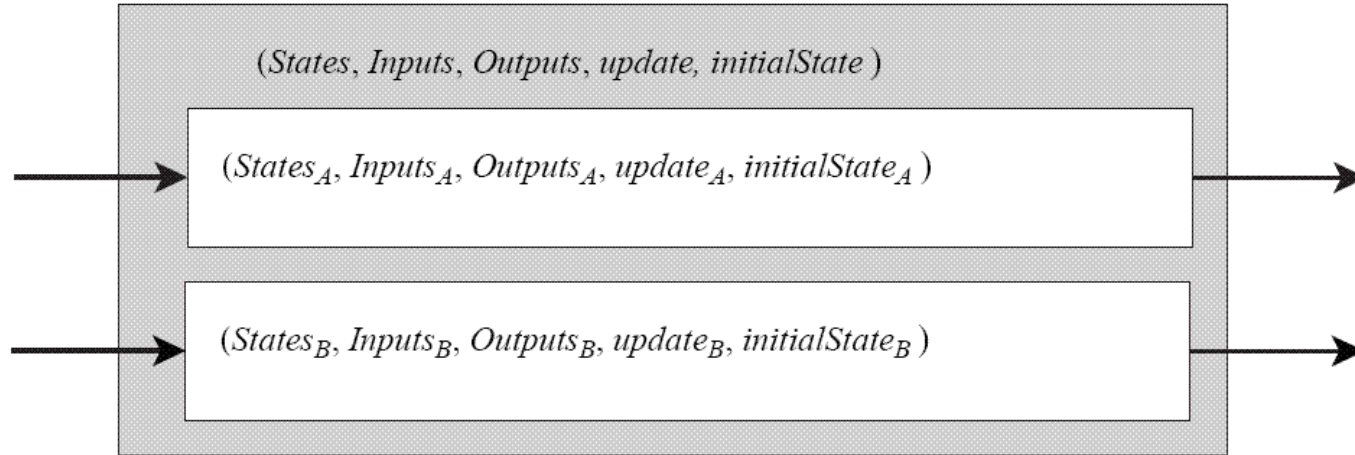 (States, Inputs, Outputs, update, initialState )
(States_A, Inputs_A, Outputs_A, update_A, initialState_A )
(States_B, Inputs_B, Outputs_B, update_B, initialState_B )